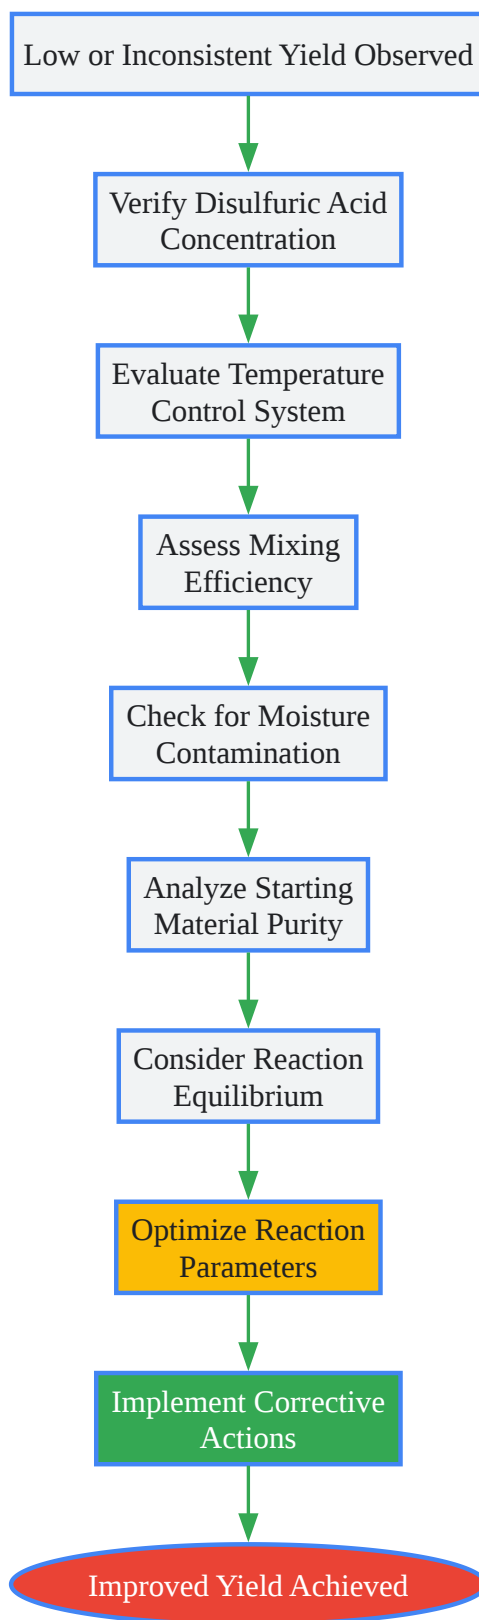 Low or Inconsistent Yield Observed
Verify Disulfuric Acid
Concentration
Evaluate Temperature
Control System
Assess Mixing
Efficiency
Check for Moisture
Contamination
Analyze Starting
Material Purity
Consider Reaction
Equilibrium
Optimize Reaction
Parameters
Implement Corrective
Actions
Improved Yield Achieved